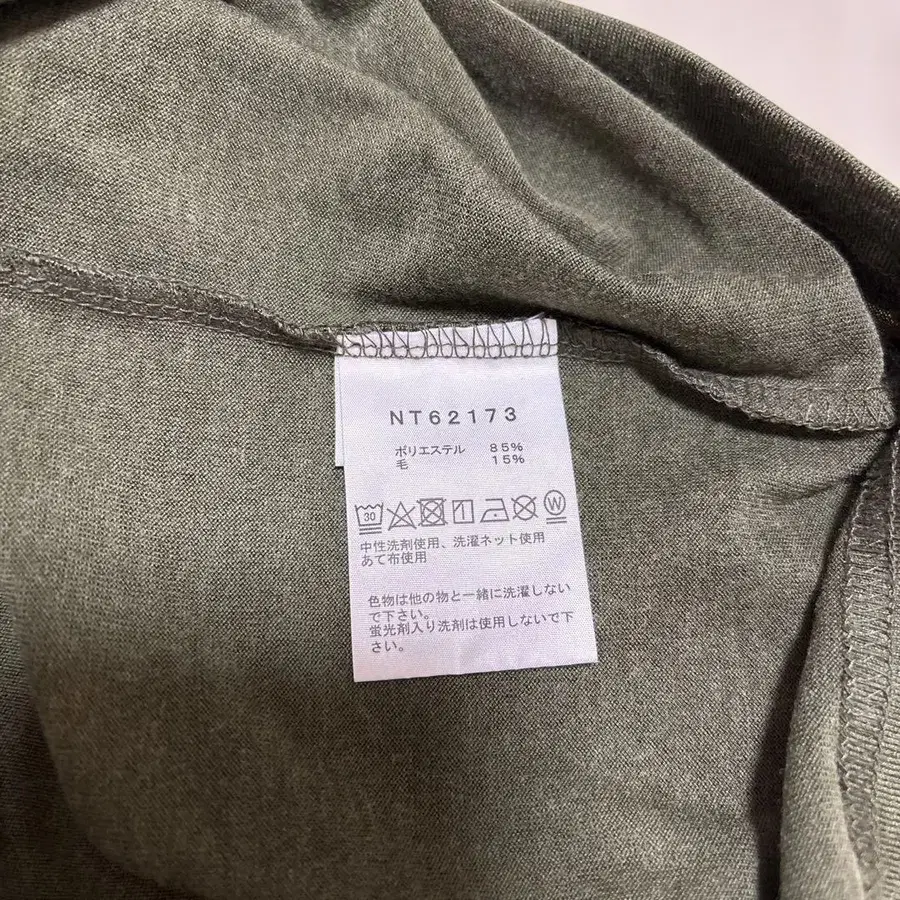 NT62173
ポリエステル 85%
毛 15%
30 1 W
中性洗剤使用、洗濯ネット使用
あて布使用
色物は他の物と一緒に洗濯しない
で下さい。
蛍光剤入り洗剤は使用しないで下
さい。